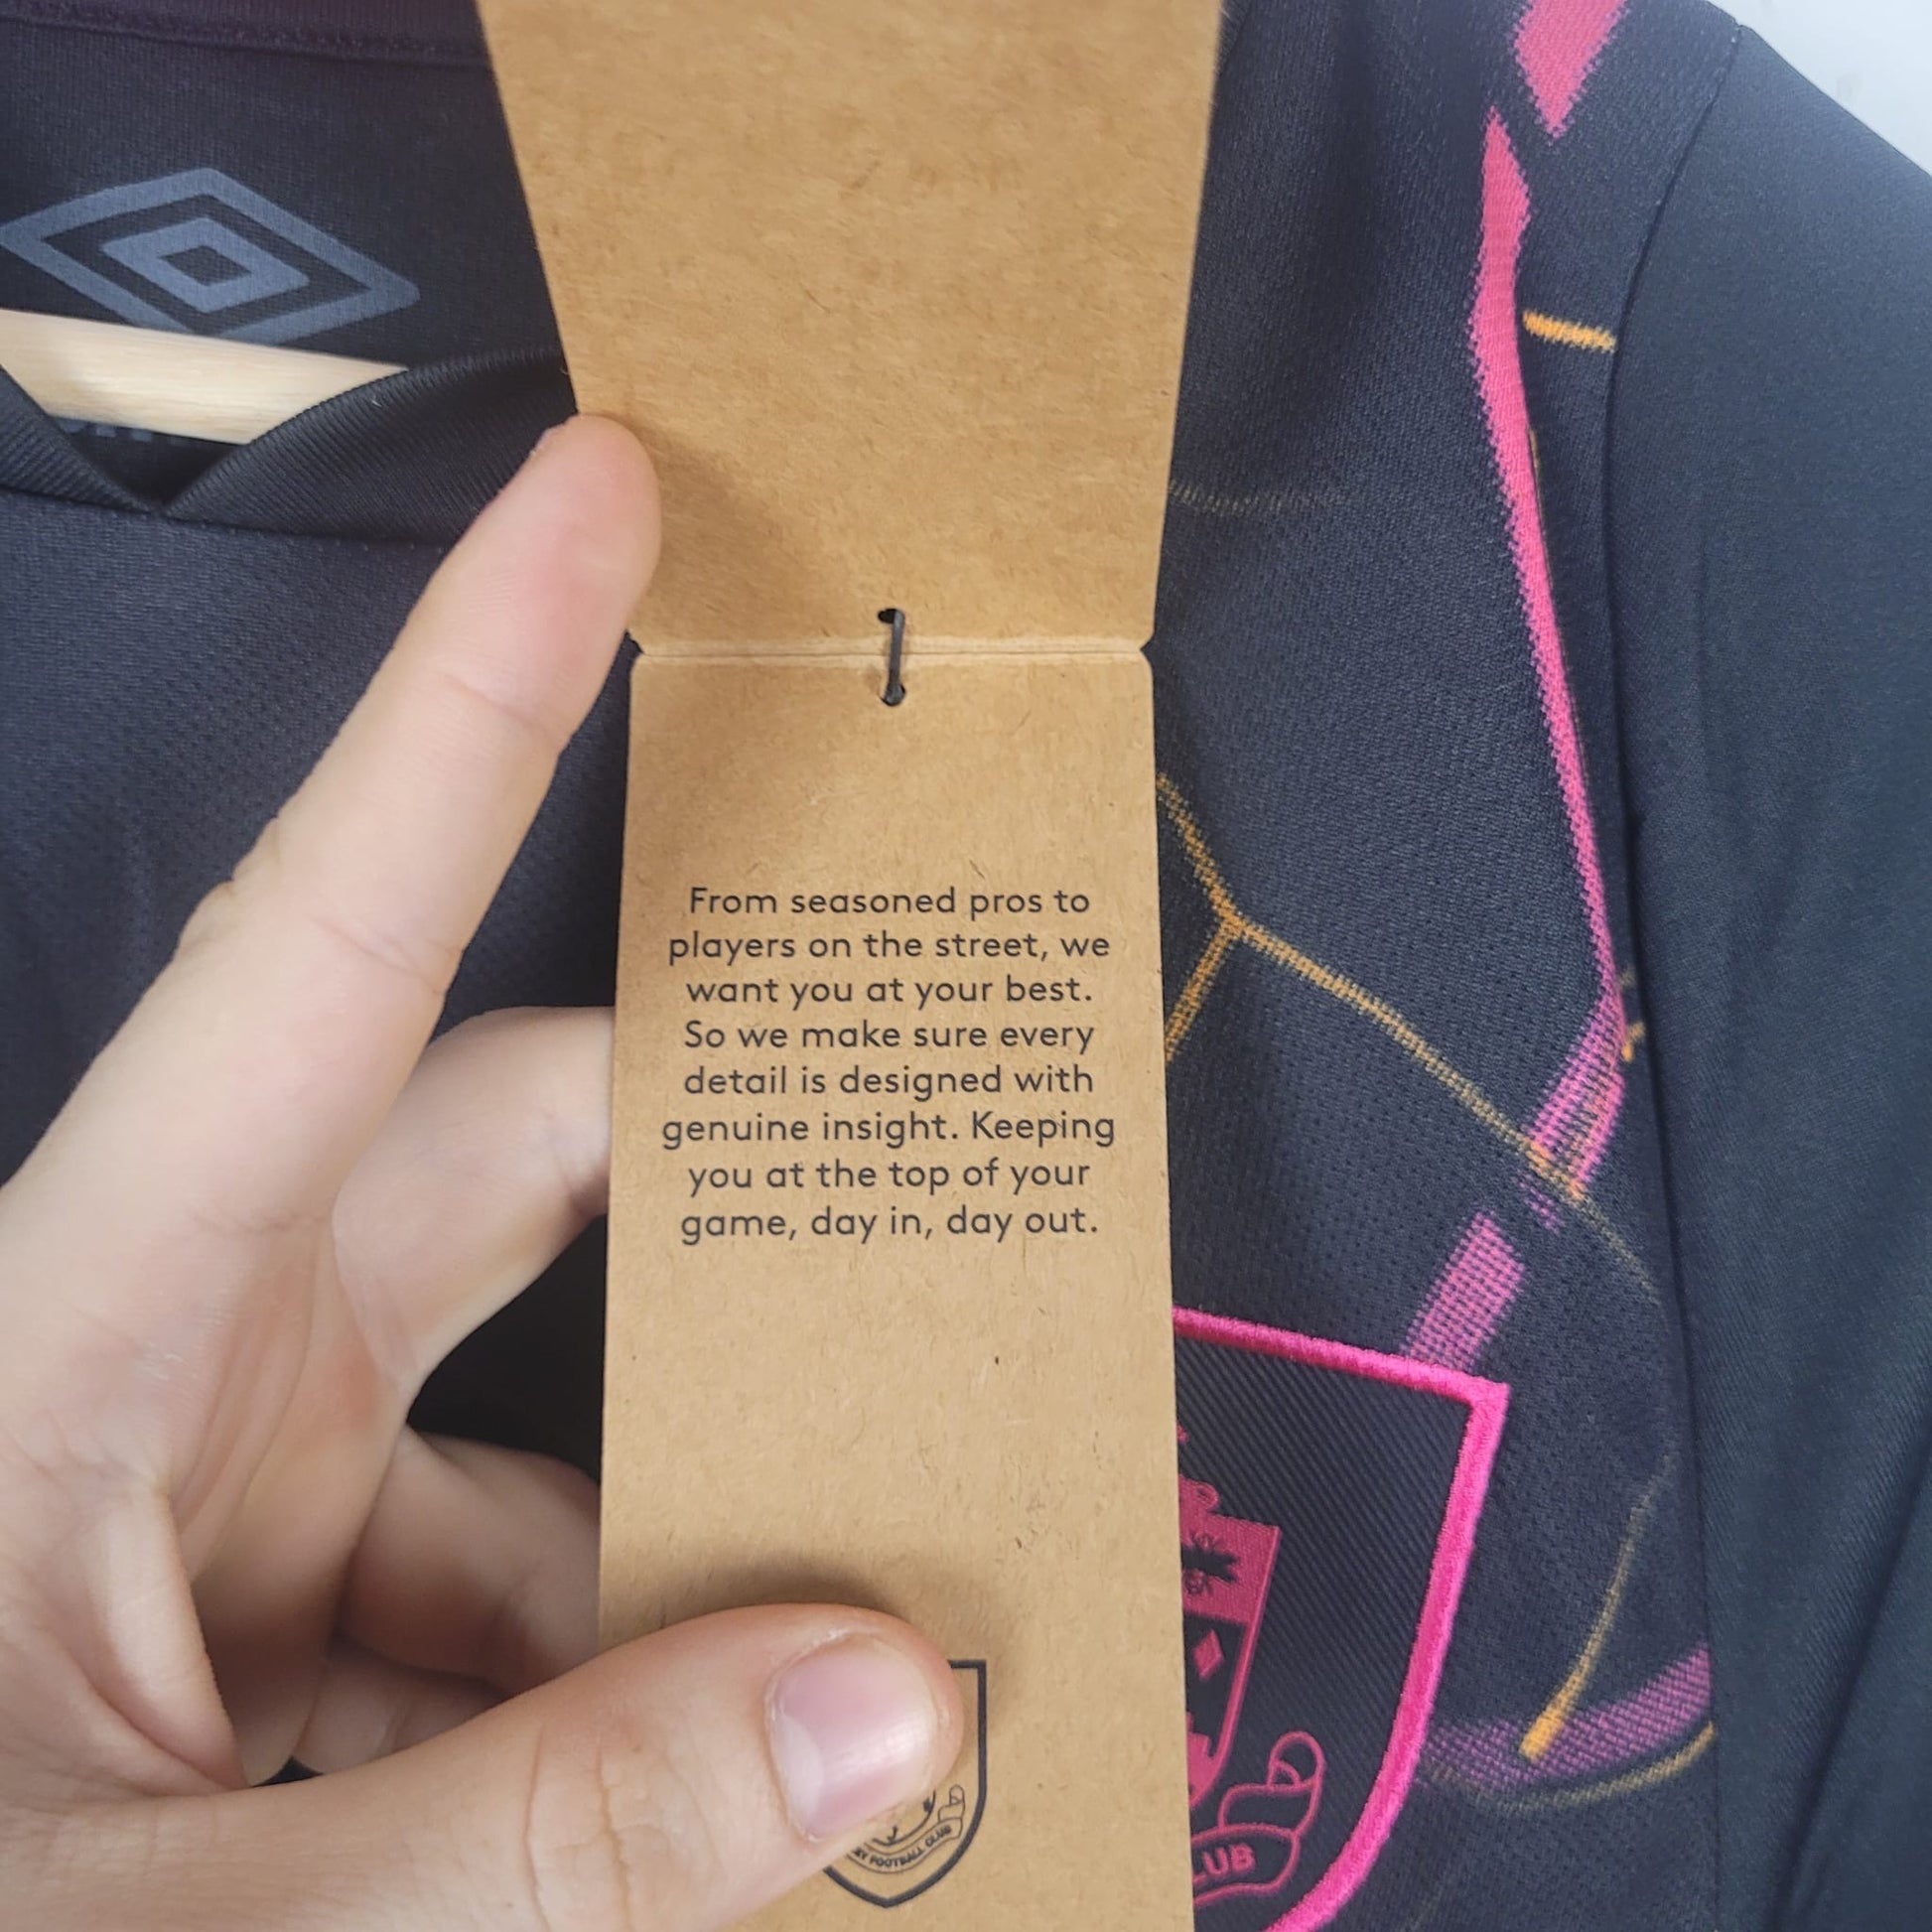 From seasoned pros to
players on the street, we
want you at your best.
So we make sure every
detail is designed with
genuine insight. Keeping
you at the top of your
game, day in, day out.
FOOTBALL CLUB
LUB